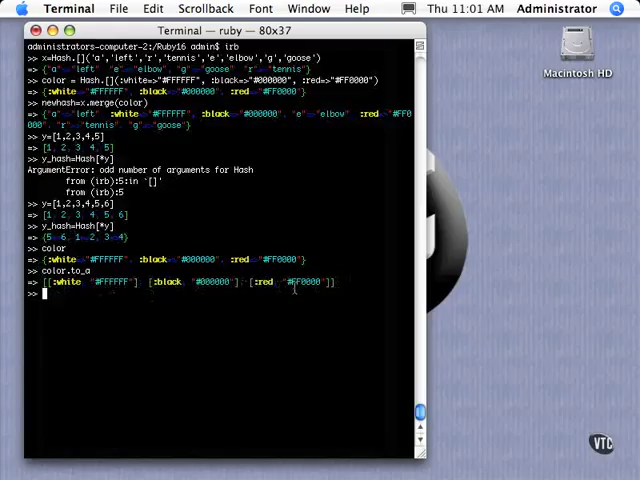 Terminal File Edit Scrollback Font Window Help Thu 11:01 AM Administrator
Terminal — ruby — 80x37
administrators-computer-2:/Ruby16 admin$ irb
>> x=Hash.[]('a','left','r','tennis','e','elbow','g','goose')
=> {"a"=>"left" "e"=>"elbow", "g"=>"goose" "r"=>"tennis"}
>> color = Hash.[](:white=>"#FFFFFF", :black=>"#000000", :red=>"#FF0000")
=> {:white=>"#FFFFFF", :black=>"#000000", :red=>"#FF0000"}
>> newhash=x.merge(color)
=> {"a"=>"left" :white=>"#FFFFFF", :black=>"#000000". "e"=>"elbow" :red=>"#FF0
000". "r"=>"tennis". "g"=>"goose"}
>> y=[1,2,3,4,5]
=> [1, 2, 3 4, 5]
>> y_hash=Hash[*y]
ArgumentError: odd number of arguments for Hash
from (irb):5:in `[]'
from (irb):5
>> y=[1,2,3,4,5,6]
=> [1, 2, 3 4, 5, 6]
>> y_hash=Hash[*y]
=> {5=>6, 1=>2, 3=>4}
>> color
=> {:white=>"#FFFFFF", :black=>"#000000", :red=>"#FF0000"}
>> color.to_a
=> [[:white, "#FFFFFF"], [:black, "#000000"], [:red, "#FF0000"]]
>>
Macintosh HD
VTC